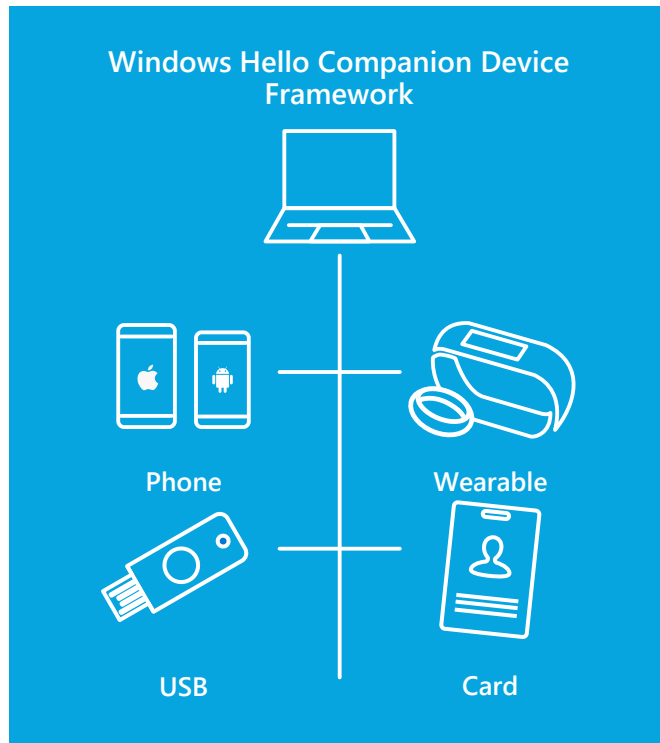 Windows Hello Companion Device
Framework
Phone
Wearable
USB
Card